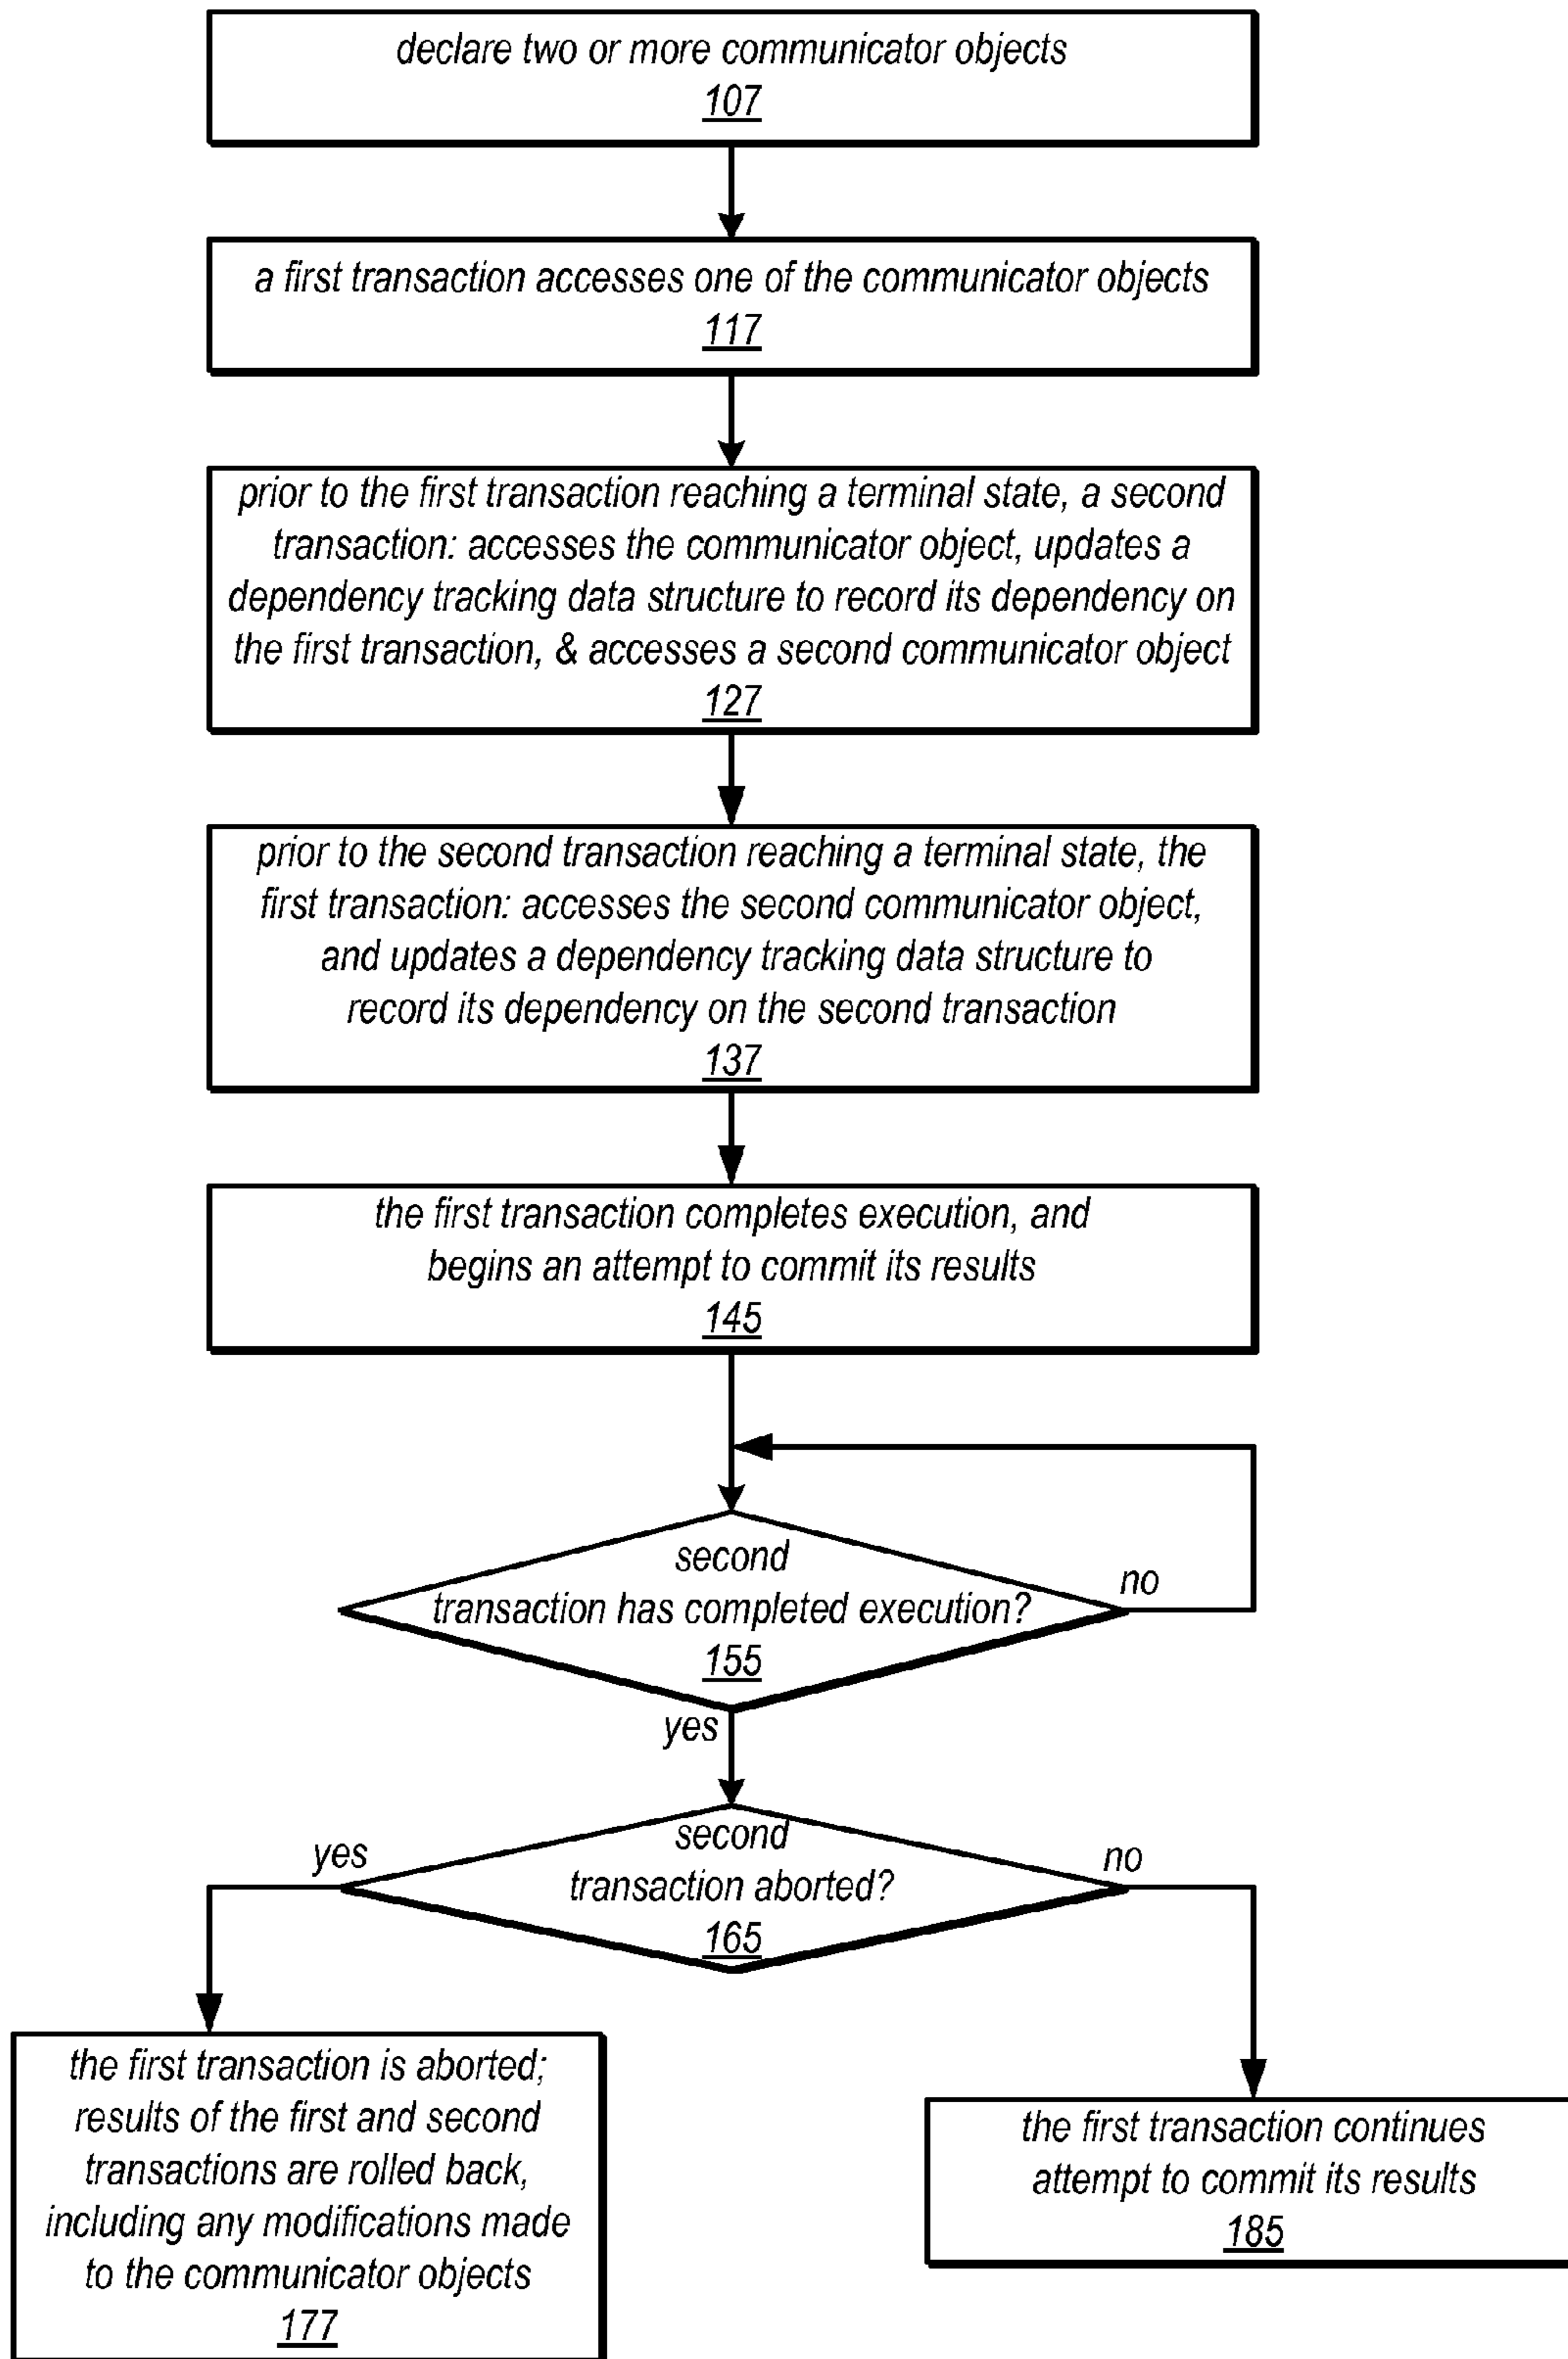 declare two or more communicator objects
107
a first transaction accesses one of the communicator objects
117
prior to the first transaction reaching a terminal state, a second
transaction: accesses the communicator object, updates a
dependency tracking data structure to record its dependency on
the first transaction, & accesses a second communicator object
127
prior to the second transaction reaching a terminal state, the
first transaction: accesses the second communicator object,
and updates a dependency tracking data structure to
record its dependency on the second transaction
137
the first transaction completes execution, and
begins an attempt to commit its results
145
second
transaction has completed execution?
155
no
yes
second
transaction aborted?
165
yes
no
the first transaction is aborted;
results of the first and second
transactions are rolled back,
including any modifications made
to the communicator objects
177
the first transaction continues
attempt to commit its results
185